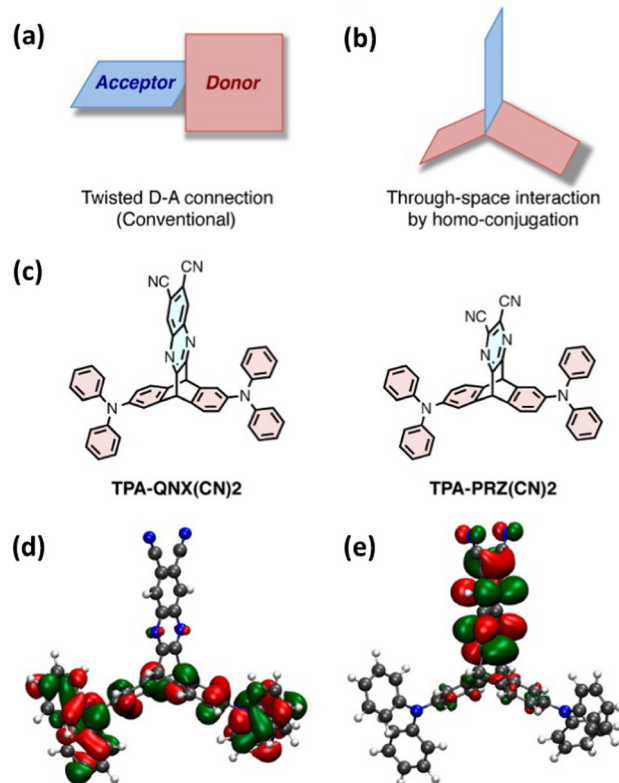 (a)
(b)
Acceptor Donor
Twisted D-A connection
(Conventional)
Through-space interaction
by homo-conjugation
(c)
NC CN
N
N
N
N
TPA-QNX(CN)2
NC CN
N
N
N
N
TPA-PRZ(CN)2
(d)
(e)